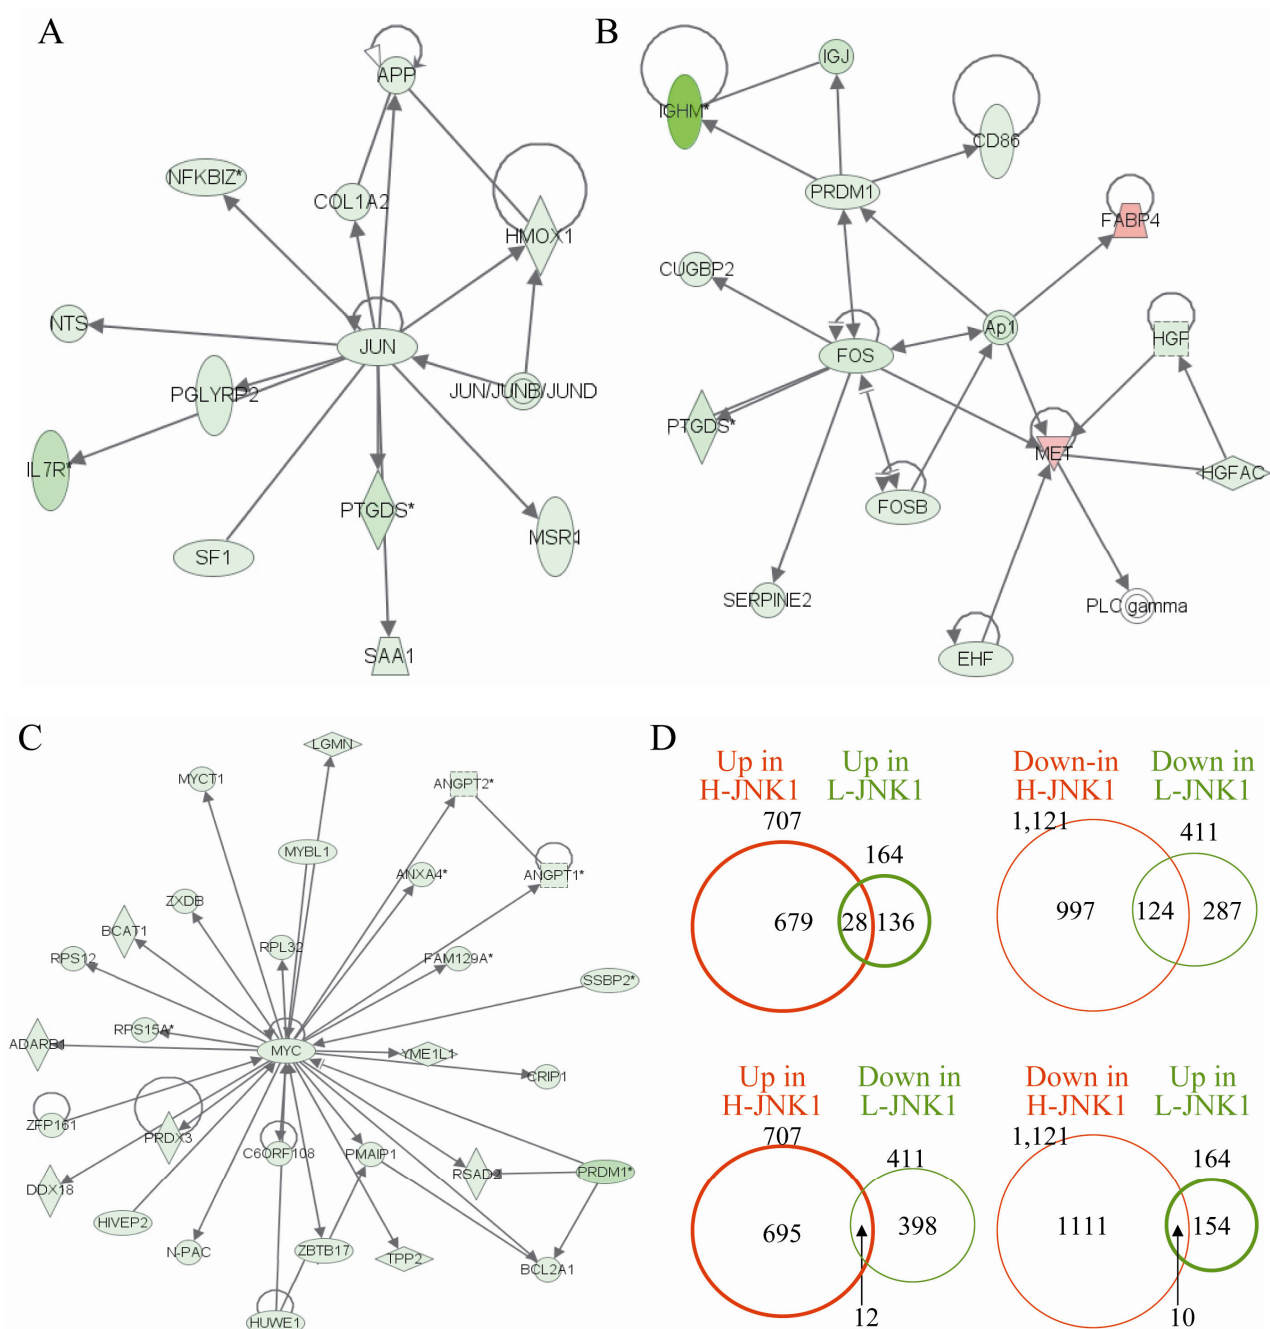 A
APP
NFKBIZ*
COL1A2
HMOX1
NTS
JUN
PGLYRP2
JUN/JUNB/JUND
IL7R*
PTGDS*
SF1
MSR1
SAA1
B
IGJ
IGHM*
CD86
PRDM1
FABP4
CUGBP2
Ap1
HGF
FOS
PTGDS*
MET
HGFAC
FOSB
SERPINE2
PLC gamma
EHF
C
LGMN
MYCT1
ANGPT2*
MYBL1
ANXA4*
ANGPT1*
ZXDB
BCAT1
RPL32
RPS12
FAM129A*
SSBP2*
RPS15A*
ADARB1
MYC
YME1L1
CRIP1
ZFP161
PRDX3
C6ORF108
PMAIP1
RSAD2
PRDM1*
DDX18
HIVEP2
N-PAC
ZBTB17
TPP2
BCL2A1
HUWE1
D
Up in
H-JNK1
707
Up in
L-JNK1
164
679
28
136
Down-in
H-JNK1
1,121
Down in
L-JNK1
411
997
124
287
Up in
H-JNK1
707
Down in
L-JNK1
411
695
398
12
Down in
H-JNK1
1,121
Up in
L-JNK1
164
1111
154
10